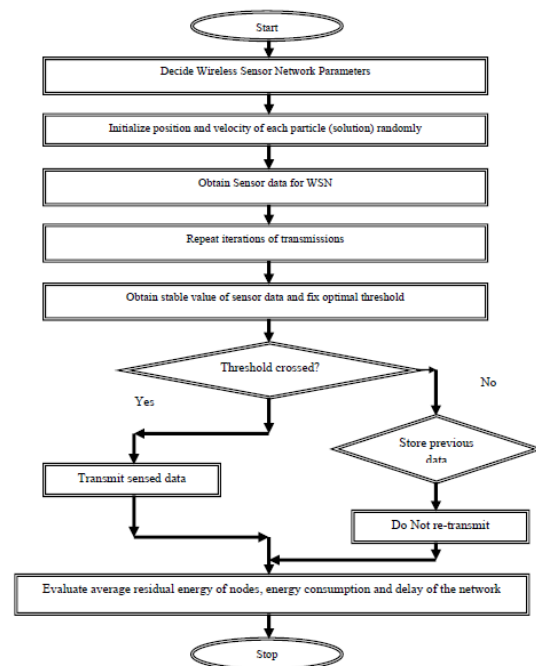 Start
Decide Wireless Sensor Network Parameters
Initialize position and velocity of each particle (solution) randomly
Obtain Sensor data for WSN
Repeat iterations of transmissions
Obtain stable value of sensor data and fix optimal threshold
Threshold crossed?
No
Yes
Store previous
data
Transmit sensed data
Do Not re-transmit
Evaluate average residual energy of nodes, energy consumption and delay of the network
Stop